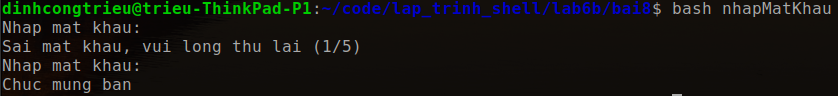 dinhcongtrieu@trieu-ThinkPad-P1:~/code/lap_trinh_shell/lab6b/bai8$ bash nhapMatKhau
Nhap mat khau:
Sai mat khau, vui long thu lai (1/5)
Nhap mat khau:
Chuc mung ban